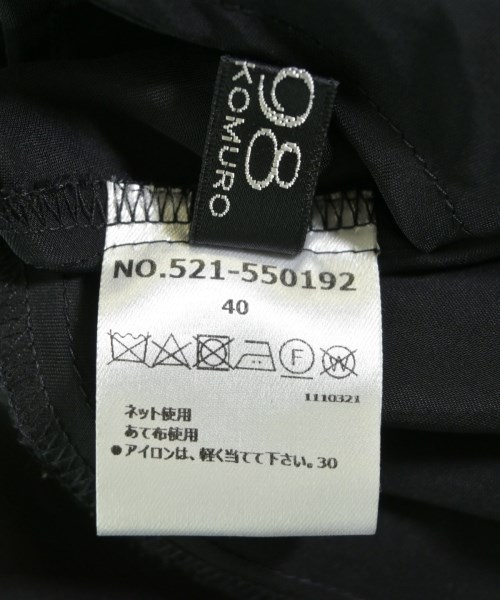 98
KOMURO
NO.521-550192
40
F W
1110321
ネット使用
あて布使用
●アイロンは、軽く当てて下さい。30